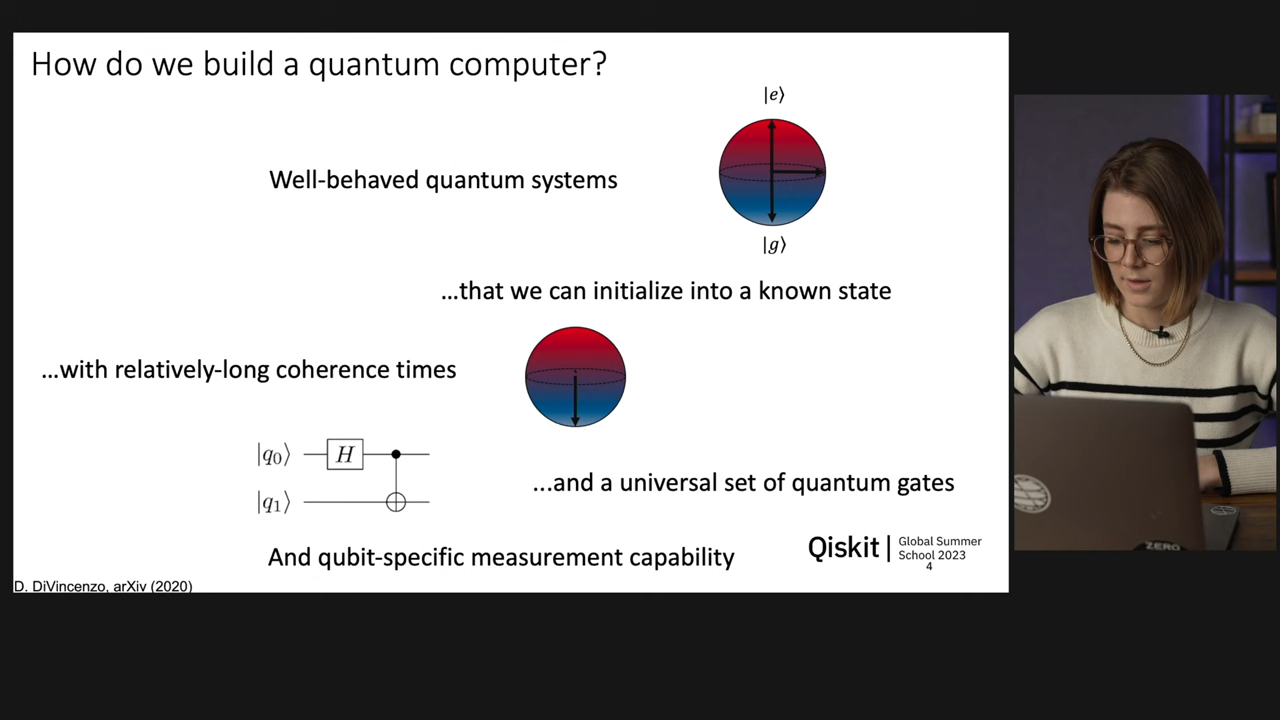 How do we build a quantum computer?
|e⟩
Well-behaved quantum systems
|g⟩
...that we can initialize into a known state
...with relatively-long coherence times
|q₀⟩ H
|q₁⟩
...and a universal set of quantum gates
And qubit-specific measurement capability
Qiskit | Global Summer
School 2023
4
D. DiVincenzo, arXiv (2020)
ZERO